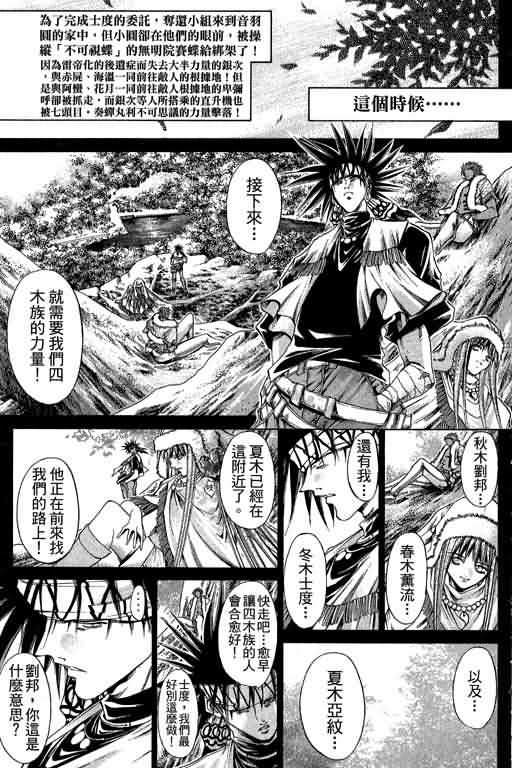 為了完成士度的委託，奪還小組來到音羽
圓的家中，但小圓卻在他們的眼前，被操
縱「不可視蝶」的無明院賽蝶給綁架了！
因為雷帝化的後遺症而失去大半力量的銀次
，與赤屍、海溫一同前往敵人的根據地！但
是與阿蠻、花月一同前往敵人根據地的卑彌
呼卻被抓走，而銀次等人所搭乘的直升機也
被七頭目．奏蟬丸利不可思議的力量擊落！
這個時候⋯⋯
接下來⋯
就需要我們四
木族的力量！
秋木劉邦⋯
春木薰流⋯
還有我⋯
冬木士度⋯
夏木已經在
這附近了。
他正在前來找
我們的路上！
以及⋯
夏木亞紋⋯
快走吧⋯愈早
讓四木族的人
會合愈好！
士度，我們最
好別這麼做！
劉邦，你這是
什麼意思？